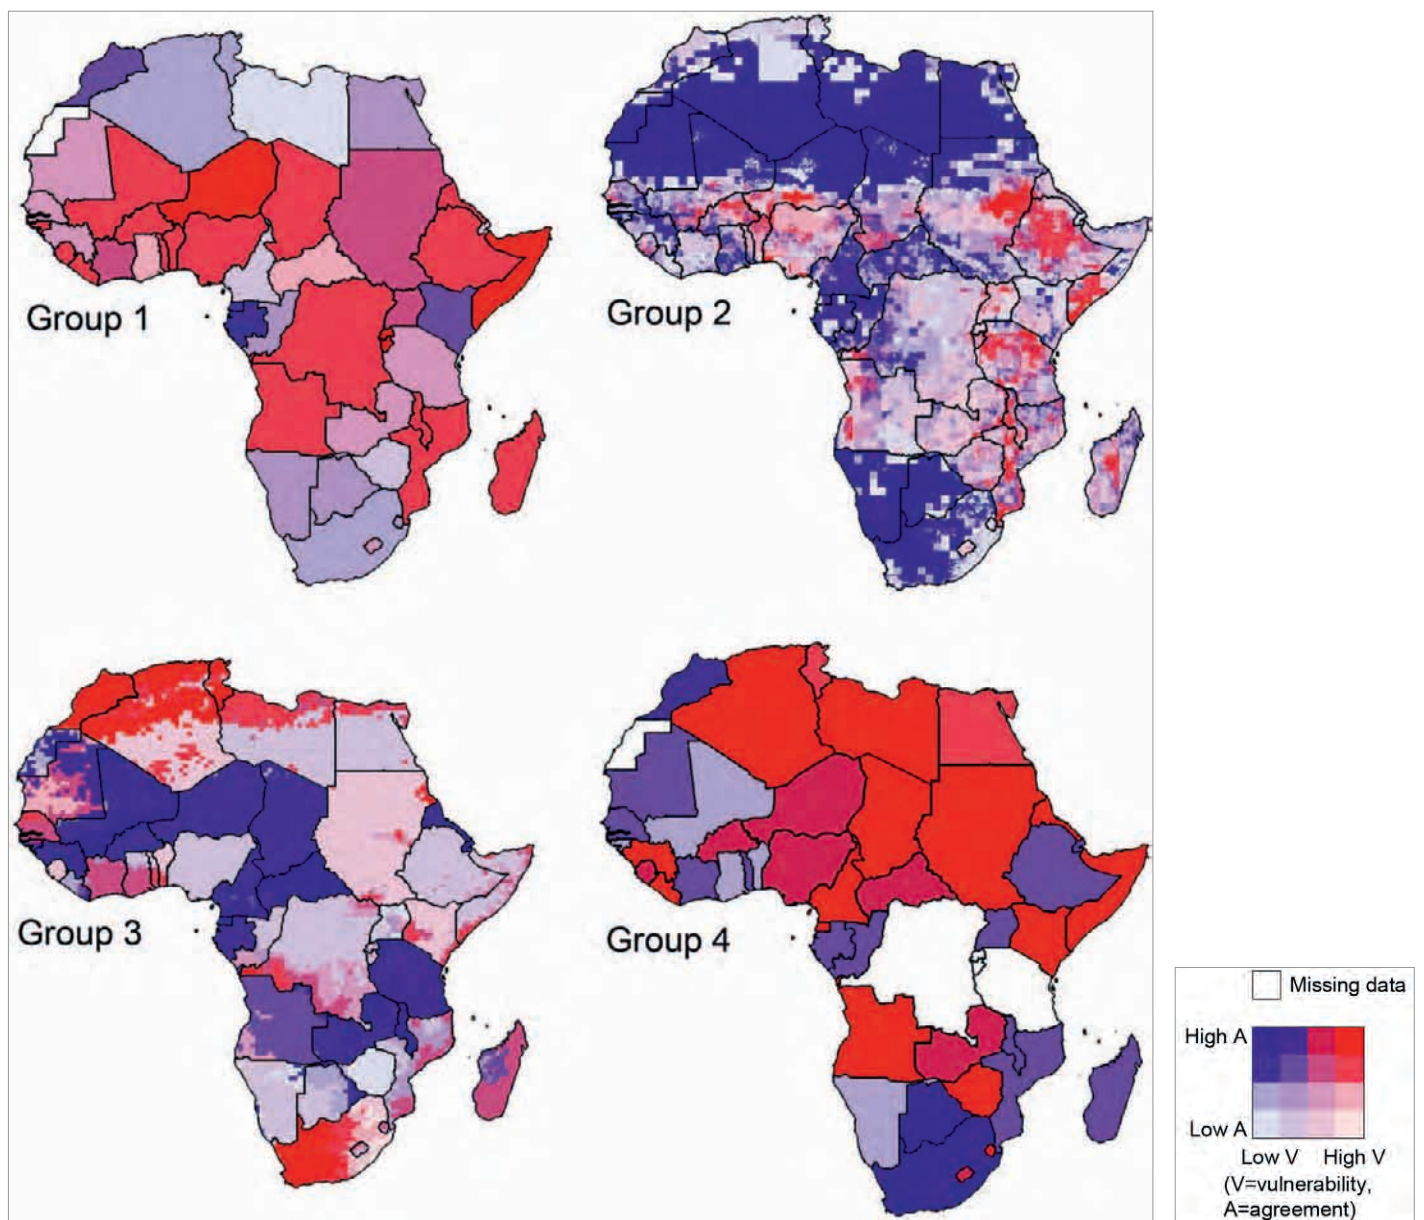 Group 1
Group 2
Group 3
Group 4
Missing data
High A
Low A
Low V High V
(V=vulnerability,
A=agreement)